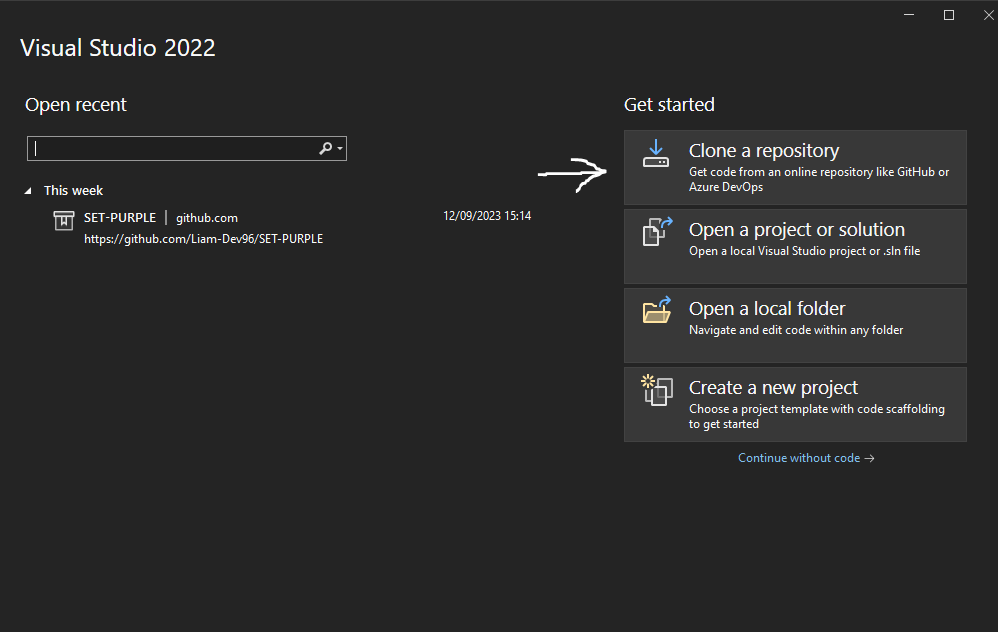 Visual Studio 2022
Open recent
This week
SET-PURPLE | github.com
12/09/2023 15:14
https://github.com/Liam-Dev96/SET-PURPLE
Get started
Clone a repository
Get code from an online repository like GitHub or
Azure DevOps
Open a project or solution
Open a local Visual Studio project or .sln file
Open a local folder
Navigate and edit code within any folder
Create a new project
Choose a project template with code scaffolding
to get started
Continue without code →